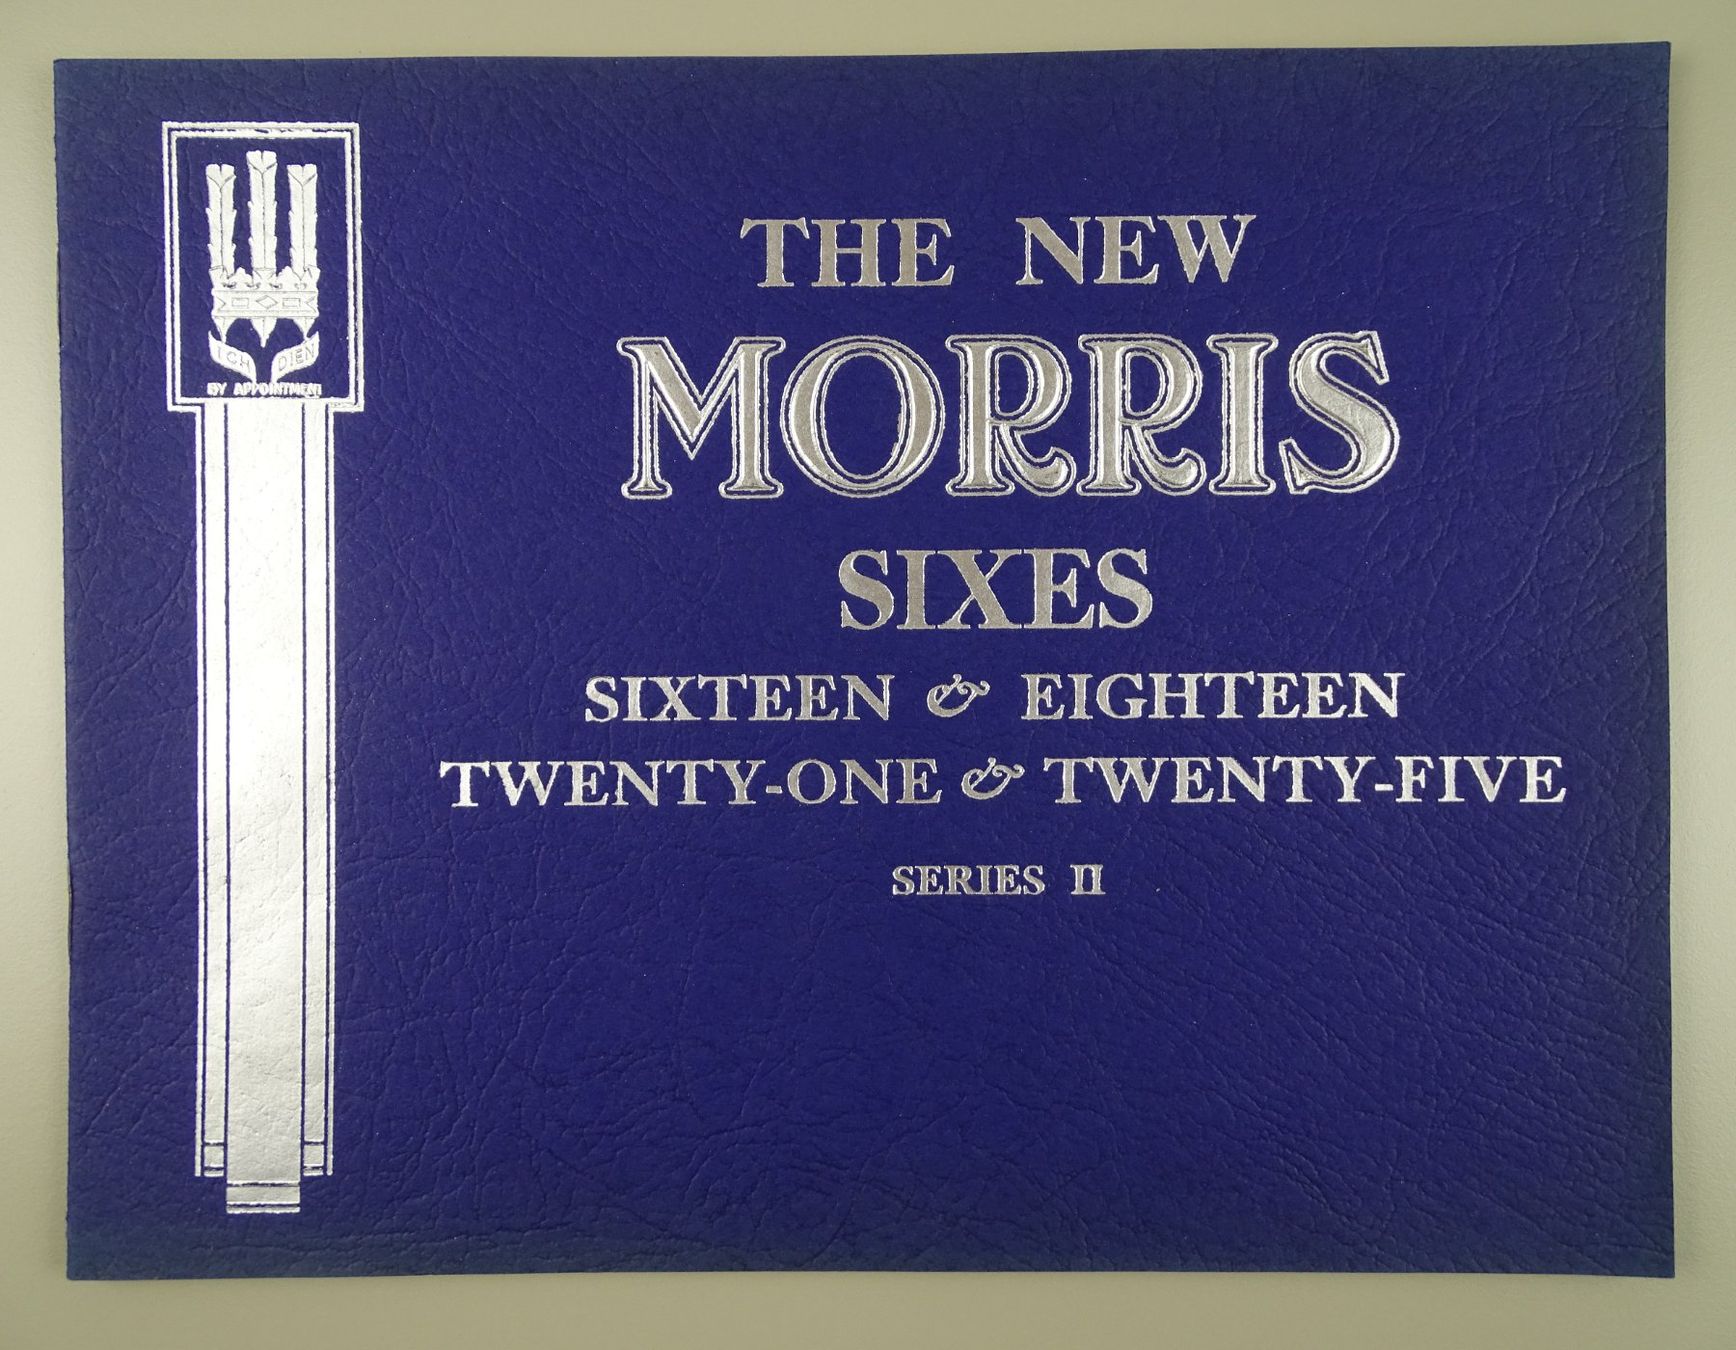 ICH DIEN
BY APPOINTMENT
THE NEW
MORRIS
SIXES
SIXTEEN & EIGHTEEN
TWENTY-ONE & TWENTY-FIVE
SERIES II